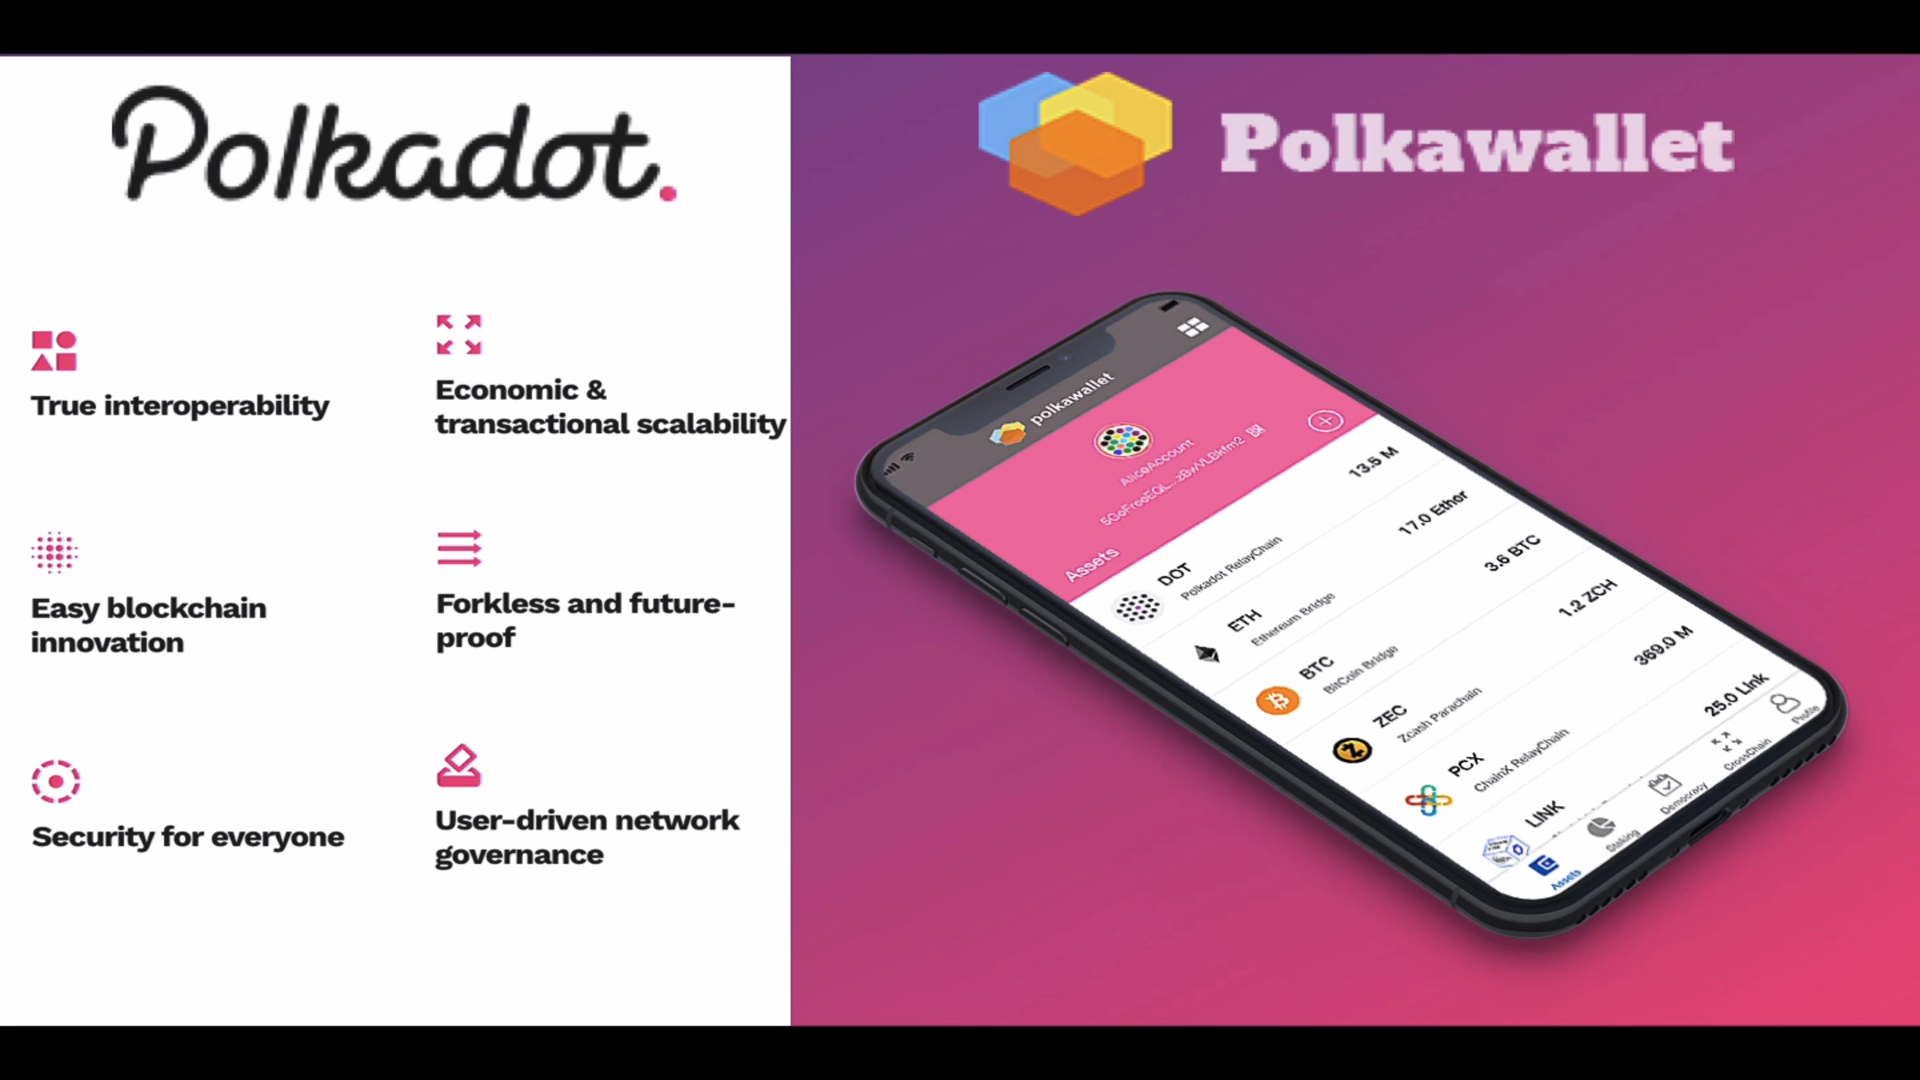 Polkadot.
True interoperability
Economic &
transactional scalability
Easy blockchain
innovation
Forkless and future-
proof
Security for everyone
User-driven network
governance
Polkawallet
polkawallet
AliceAccount
Assets
DOT
Polkadot RelayChain
13.5 M
ETH
Ethereum Bridge
17.0 Ether
BTC
BitCoin Bridge
3.6 BTC
ZEC
Zcash Parachain
1.2 ZCH
PCX
ChainX RelayChain
369.0 M
LINK
25.0 Link
Assets
Staking
Democracy
CrossChain
Profile